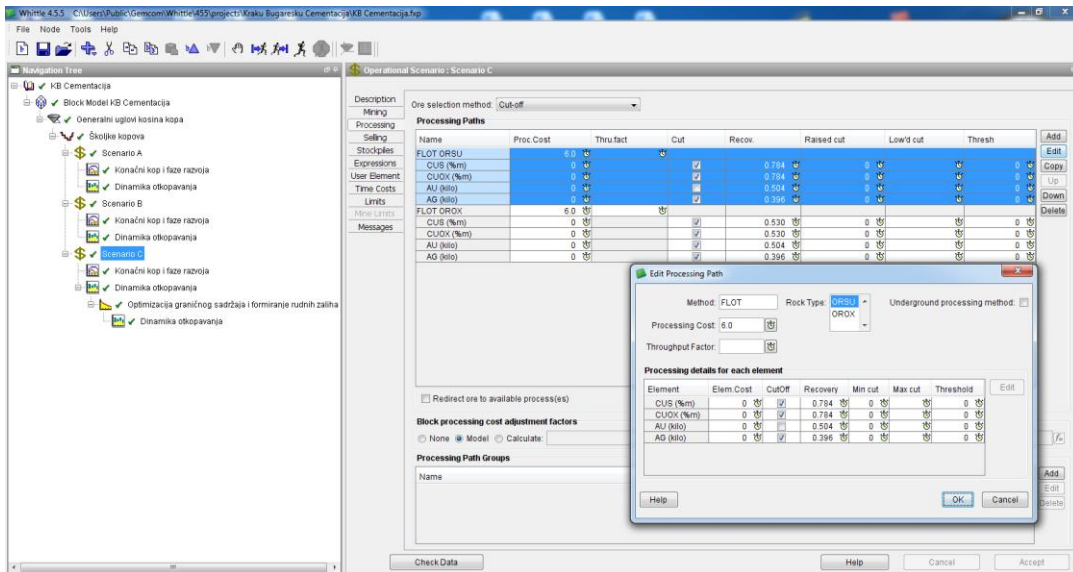 Whittle 4.5.5 C:\Users\Public\Gemcom\Whittle\455\projects\Kraku Bugaresku Cementacija\KB Cementacija.fxp
File Node Tools Help
Navigation Tree
KB Cementacija
Block Model KB Cementacija
Generalni uglovi kosina kopa
Školjke kopova
Scenario A
Konačni kop i faze razvoja
Dinamika otkopavanja
Scenario B
Konačni kop i faze razvoja
Dinamika otkopavanja
Scenario C
Konačni kop i faze razvoja
Dinamika otkopavanja
Optimizacija graničnog sadržaja i formiranje rudnih zaliha
Dinamika otkopavanja
Operational Scenario : Scenario C
Description
Mining
Processing
Selling
Stockpiles
Expressions
User Element
Time Costs
Limits
Mine Limits
Messages
Ore selection method: Cut-off
Processing Paths
Name Proc.Cost Thru.fact Cut Recov. Raised cut Low'd cut Thresh
FLOT ORSU 6.0
CUS (%m) 0 0.784 0 0
CUOX (%m) 0 0.784 0 0
AU (kilo) 0 0.504 0 0
AG (kilo) 0 0.396 0 0
FLOT OROX 6.0
CUS (%m) 0 0.530 0 0
CUOX (%m) 0 0.530 0 0
AU (kilo) 0 0.504 0 0
AG (kilo) 0 0.396 0 0
Add
Edit
Copy
Up
Down
Delete
Redirect ore to available process(es)
Block processing cost adjustment factors
None Model Calculate:
Processing Path Groups
Name
Add
Edit
Delete
Edit Processing Path
Method: FLOT Rock Type: ORSU Underground processing method:
OROX
Processing Cost: 6.0
Throughput Factor:
Processing details for each element
Element Elem.Cost CutOff Recovery Min cut Max cut Threshold Edit
CUS (%m) 0 0.784 0 0
CUOX (%m) 0 0.784 0 0
AU (kilo) 0 0.504 0 0
AG (kilo) 0 0.396 0 0
Help OK Cancel
Check Data Help Cancel Accept